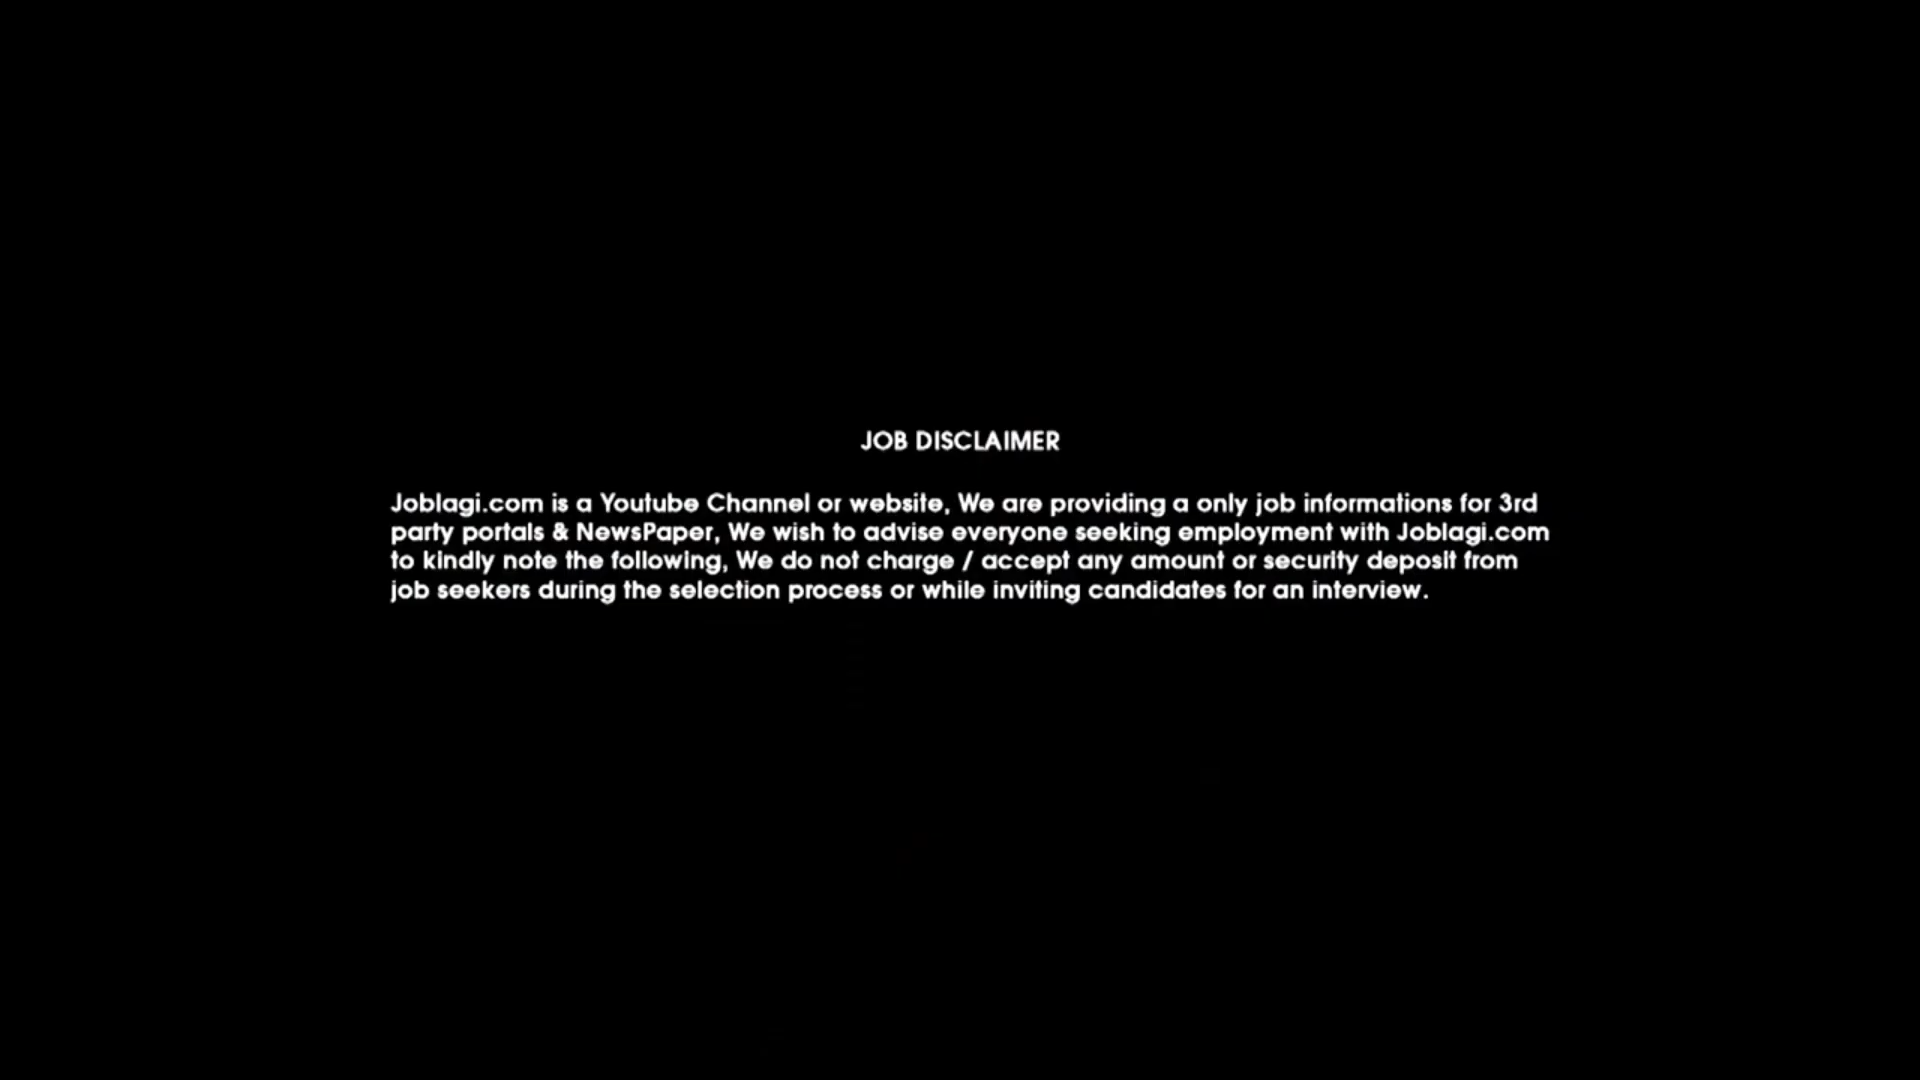 JOB DISCLAIMER
Joblagi.com is a Youtube Channel or website, We are providing a only job informations for 3rd
party portals & NewsPaper, We wish to advise everyone seeking employment with Joblagi.com
to kindly note the following, We do not charge / accept any amount or security deposit from
job seekers during the selection process or while inviting candidates for an interview.